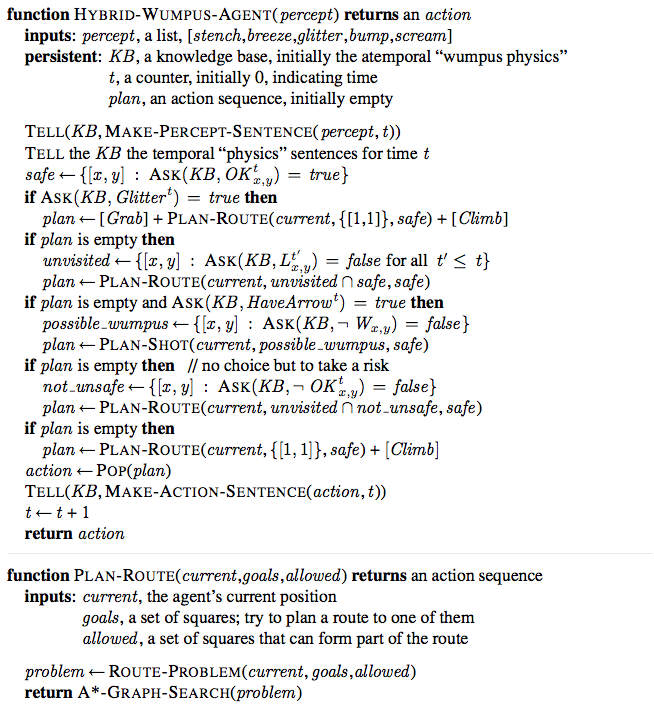 function HYBRID-WUMPUS-AGENT(percept) returns an action
inputs: percept, a list, [stench,breeze,glitter,bump,scream]
persistent: KB, a knowledge base, initially the atemporal “wumpus physics”
t, a counter, initially 0, indicating time
plan, an action sequence, initially empty
TELL(KB, MAKE-PERCEPT-SENTENCE(percept, t))
TELL the KB the temporal “physics” sentences for time t
safe ← {[x, y] : ASK(KB, OK^t_{x,y}) = true}
if ASK(KB, Glitter^t) = true then
plan ← [Grab] + PLAN-ROUTE(current, {[1,1]}, safe) + [Climb]
if plan is empty then
unvisited ← {[x, y] : ASK(KB, L^{t'}_{x,y}) = false for all t' ≤ t}
plan ← PLAN-ROUTE(current, unvisited ∩ safe, safe)
if plan is empty and ASK(KB, HaveArrow^t) = true then
possible_wumpus ← {[x, y] : ASK(KB, ¬ W_{x,y}) = false}
plan ← PLAN-SHOT(current, possible_wumpus, safe)
if plan is empty then // no choice but to take a risk
not_unsafe ← {[x, y] : ASK(KB, ¬ OK^t_{x,y}) = false}
plan ← PLAN-ROUTE(current, unvisited ∩ not_unsafe, safe)
if plan is empty then
plan ← PLAN-ROUTE(current, {[1, 1]}, safe) + [Climb]
action ← POP(plan)
TELL(KB, MAKE-ACTION-SENTENCE(action, t))
t ← t + 1
return action
function PLAN-ROUTE(current,goals,allowed) returns an action sequence
inputs: current, the agent’s current position
goals, a set of squares; try to plan a route to one of them
allowed, a set of squares that can form part of the route
problem ← ROUTE-PROBLEM(current, goals,allowed)
return A*-GRAPH-SEARCH(problem)